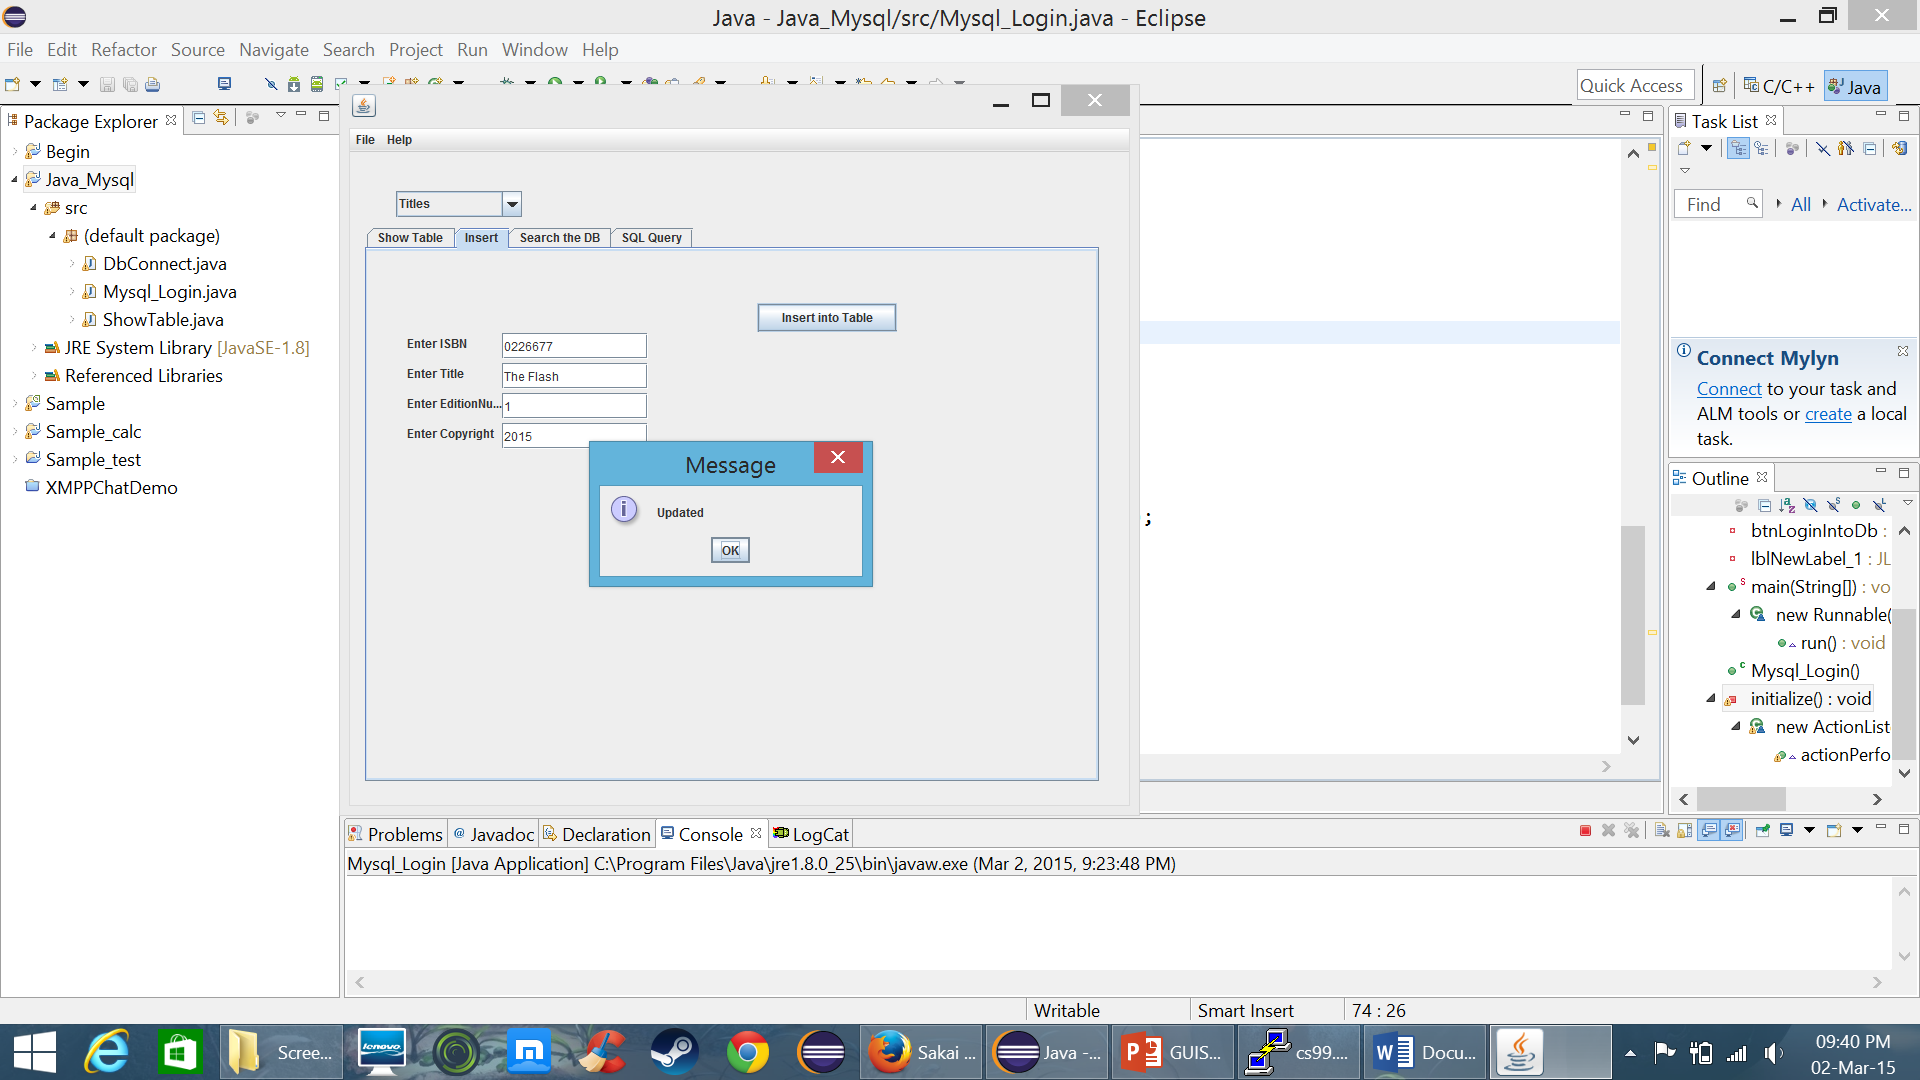 Java - Java_Mysql/src/Mysql_Login.java - Eclipse
File Edit Refactor Source Navigate Search Project Run Window Help
Quick Access
C/C++
Java
Package Explorer
Begin
Java_Mysql
src
(default package)
DbConnect.java
Mysql_Login.java
ShowTable.java
JRE System Library [JavaSE-1.8]
Referenced Libraries
Sample
Sample_calc
Sample_test
XMPPChatDemo
File Help
Titles
Show Table Insert Search the DB SQL Query
Insert into Table
Enter ISBN 0226677
Enter Title The Flash
Enter EditionNu... 1
Enter Copyright 2015
Message
Updated
OK
;
Task List
Find All Activate...
Connect Mylyn
Connect to your task and
ALM tools or create a local
task.
Outline
btnLoginIntoDb :
lblNewLabel_1 : JL
main(String[]) : vo
new Runnable(
run() : void
Mysql_Login()
initialize() : void
new ActionList
actionPerfo
Problems @ Javadoc Declaration Console LogCat
Mysql_Login [Java Application] C:\Program Files\Java\jre1.8.0_25\bin\javaw.exe (Mar 2, 2015, 9:23:48 PM)
Writable Smart Insert 74 : 26
Scree... lenovo Sakai ... Java -... GUIS... cs99.... Docu...
09:40 PM
02-Mar-15